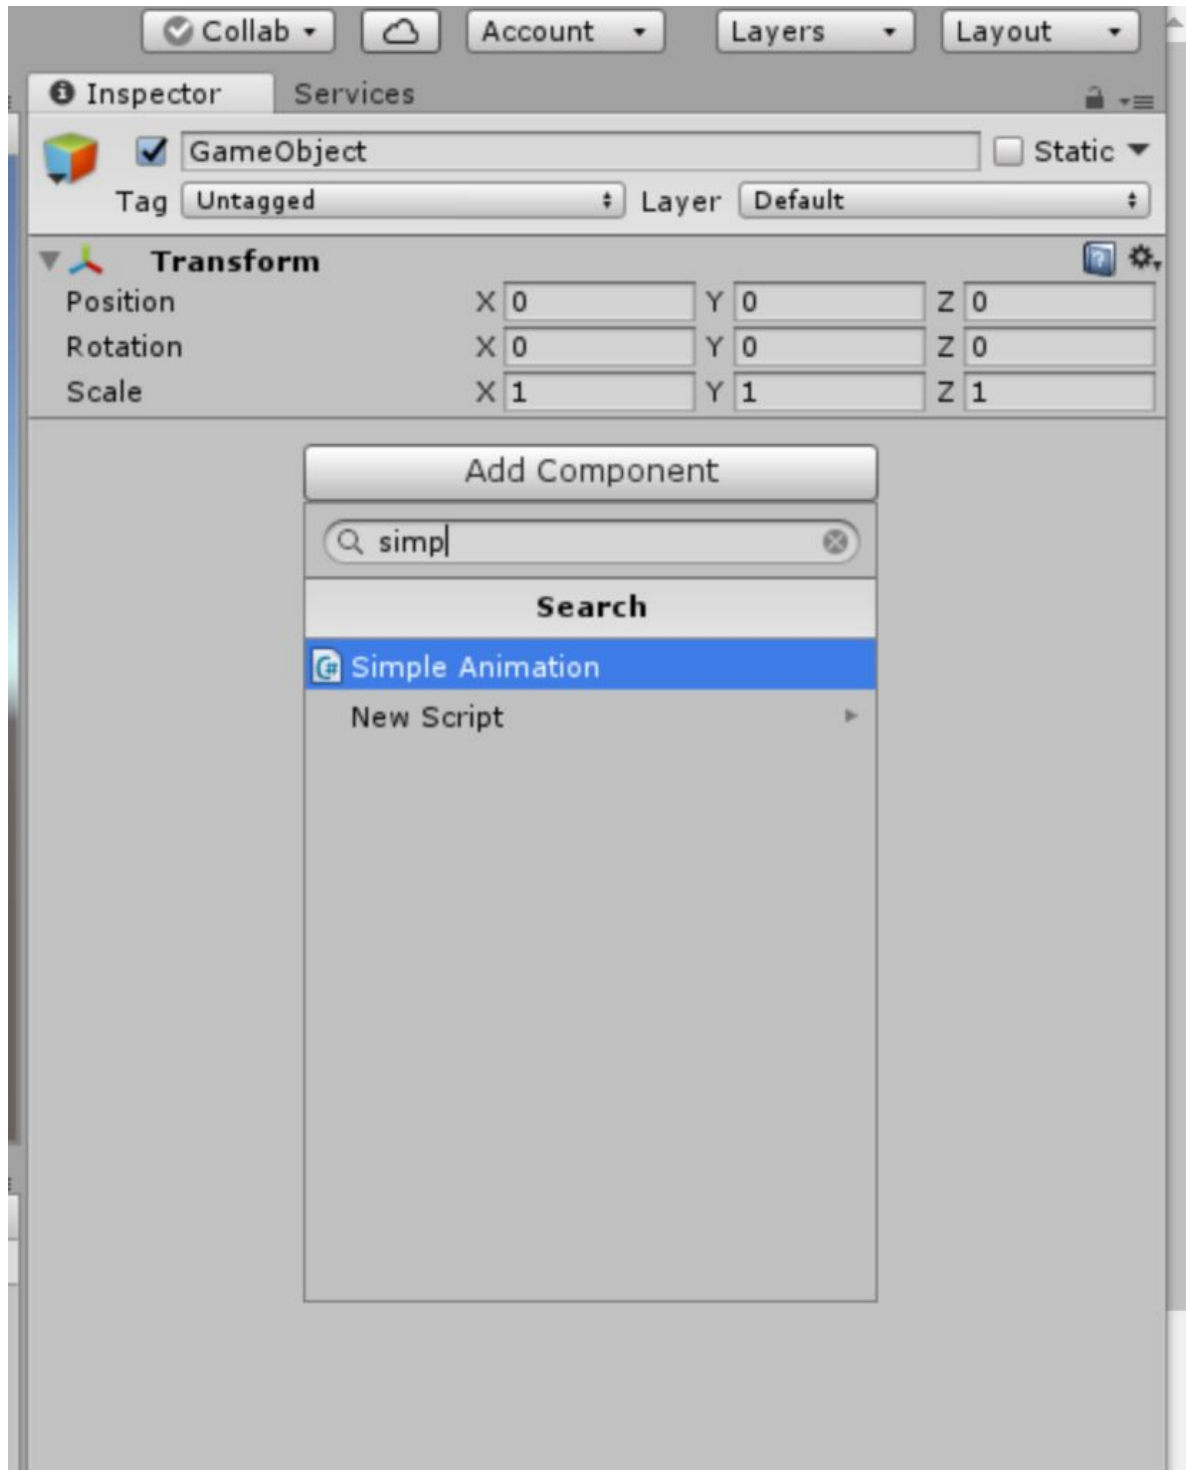 Collab Account Layers Layout
Inspector Services
GameObject Static
Tag Untagged Layer Default
Transform
Position X 0 Y 0 Z 0
Rotation X 0 Y 0 Z 0
Scale X 1 Y 1 Z 1
Add Component
simp
Search
C# Simple Animation
New Script